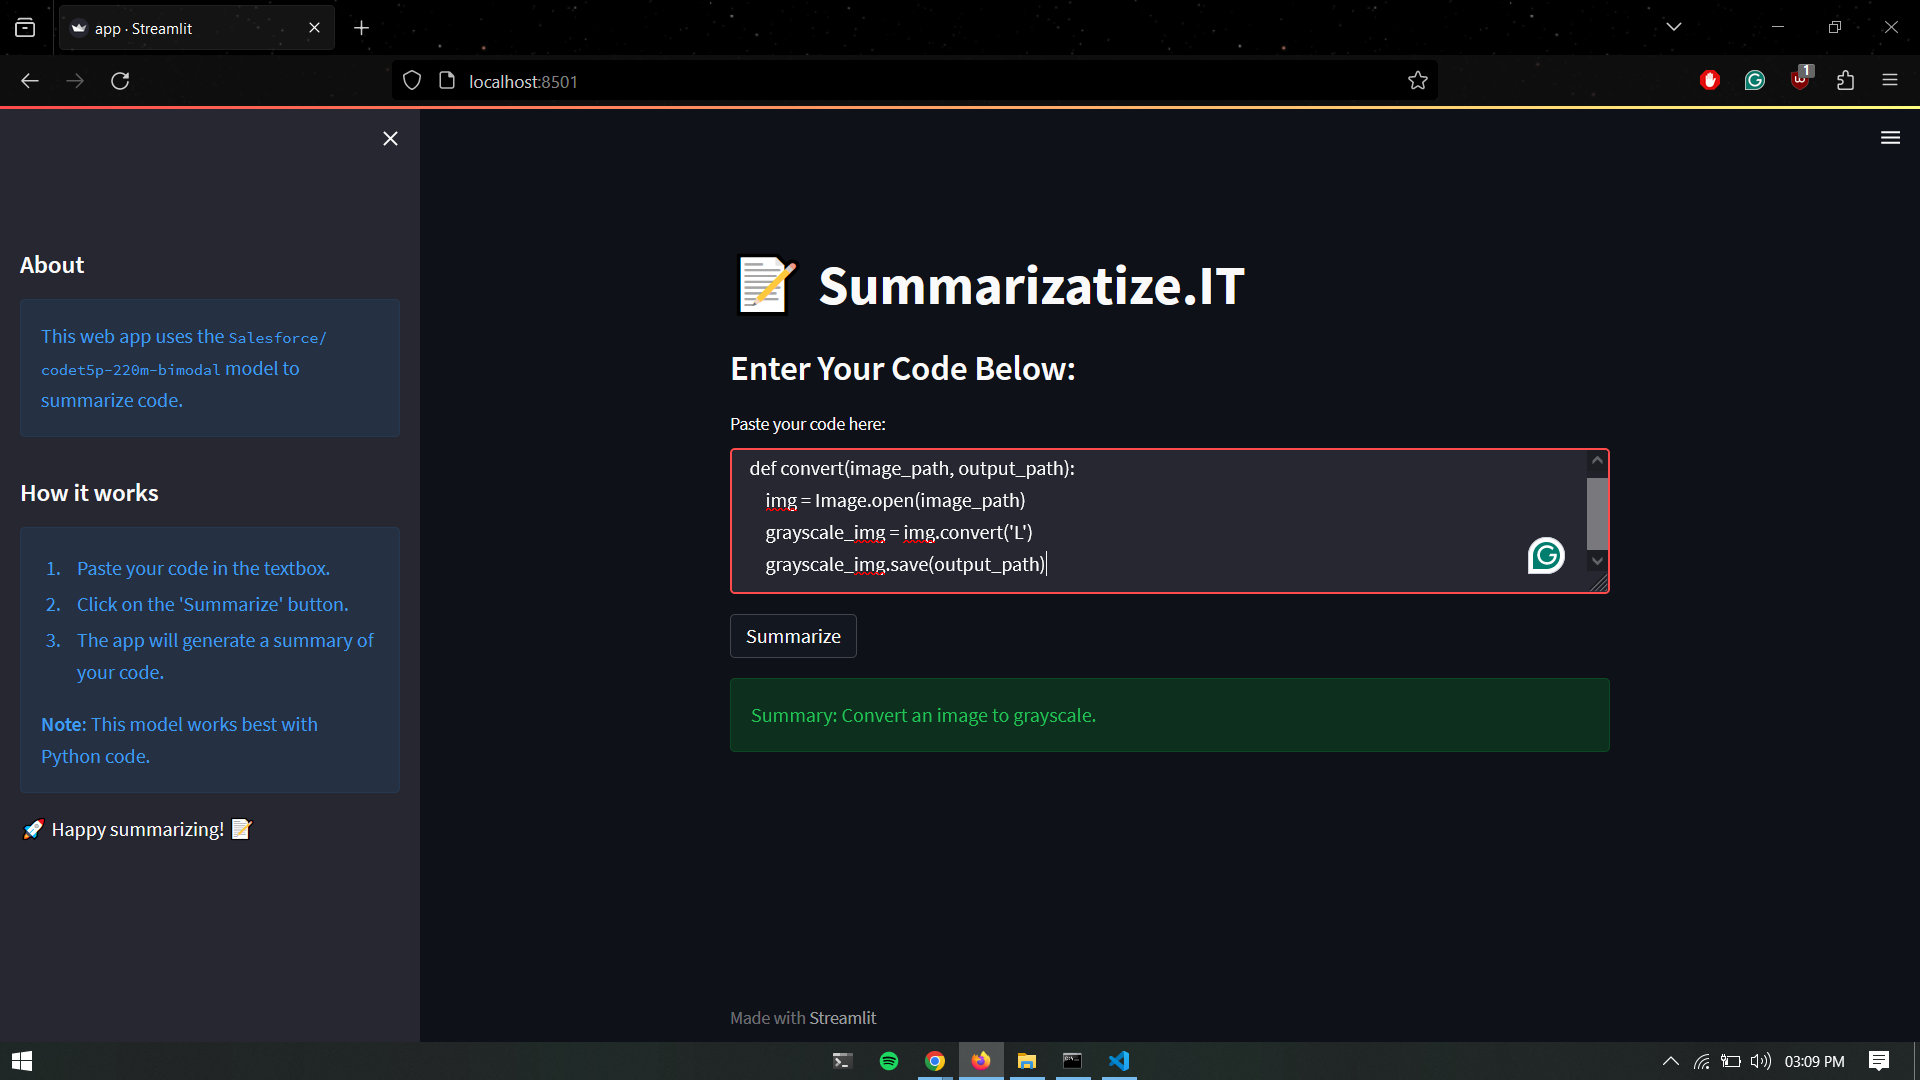 app · Streamlit
localhost:8501
1
About
This web app uses the Salesforce/
codet5p-220m-bimodal model to
summarize code.
How it works
1. Paste your code in the textbox.
2. Click on the 'Summarize' button.
3. The app will generate a summary of
your code.
Note: This model works best with
Python code.
🚀 Happy summarizing! 📝
📝 Summarizatize.IT
Enter Your Code Below:
Paste your code here:
def convert(image_path, output_path):
    img = Image.open(image_path)
    grayscale_img = img.convert('L')
    grayscale_img.save(output_path)
Summarize
Summary: Convert an image to grayscale.
Made with Streamlit
03:09 PM